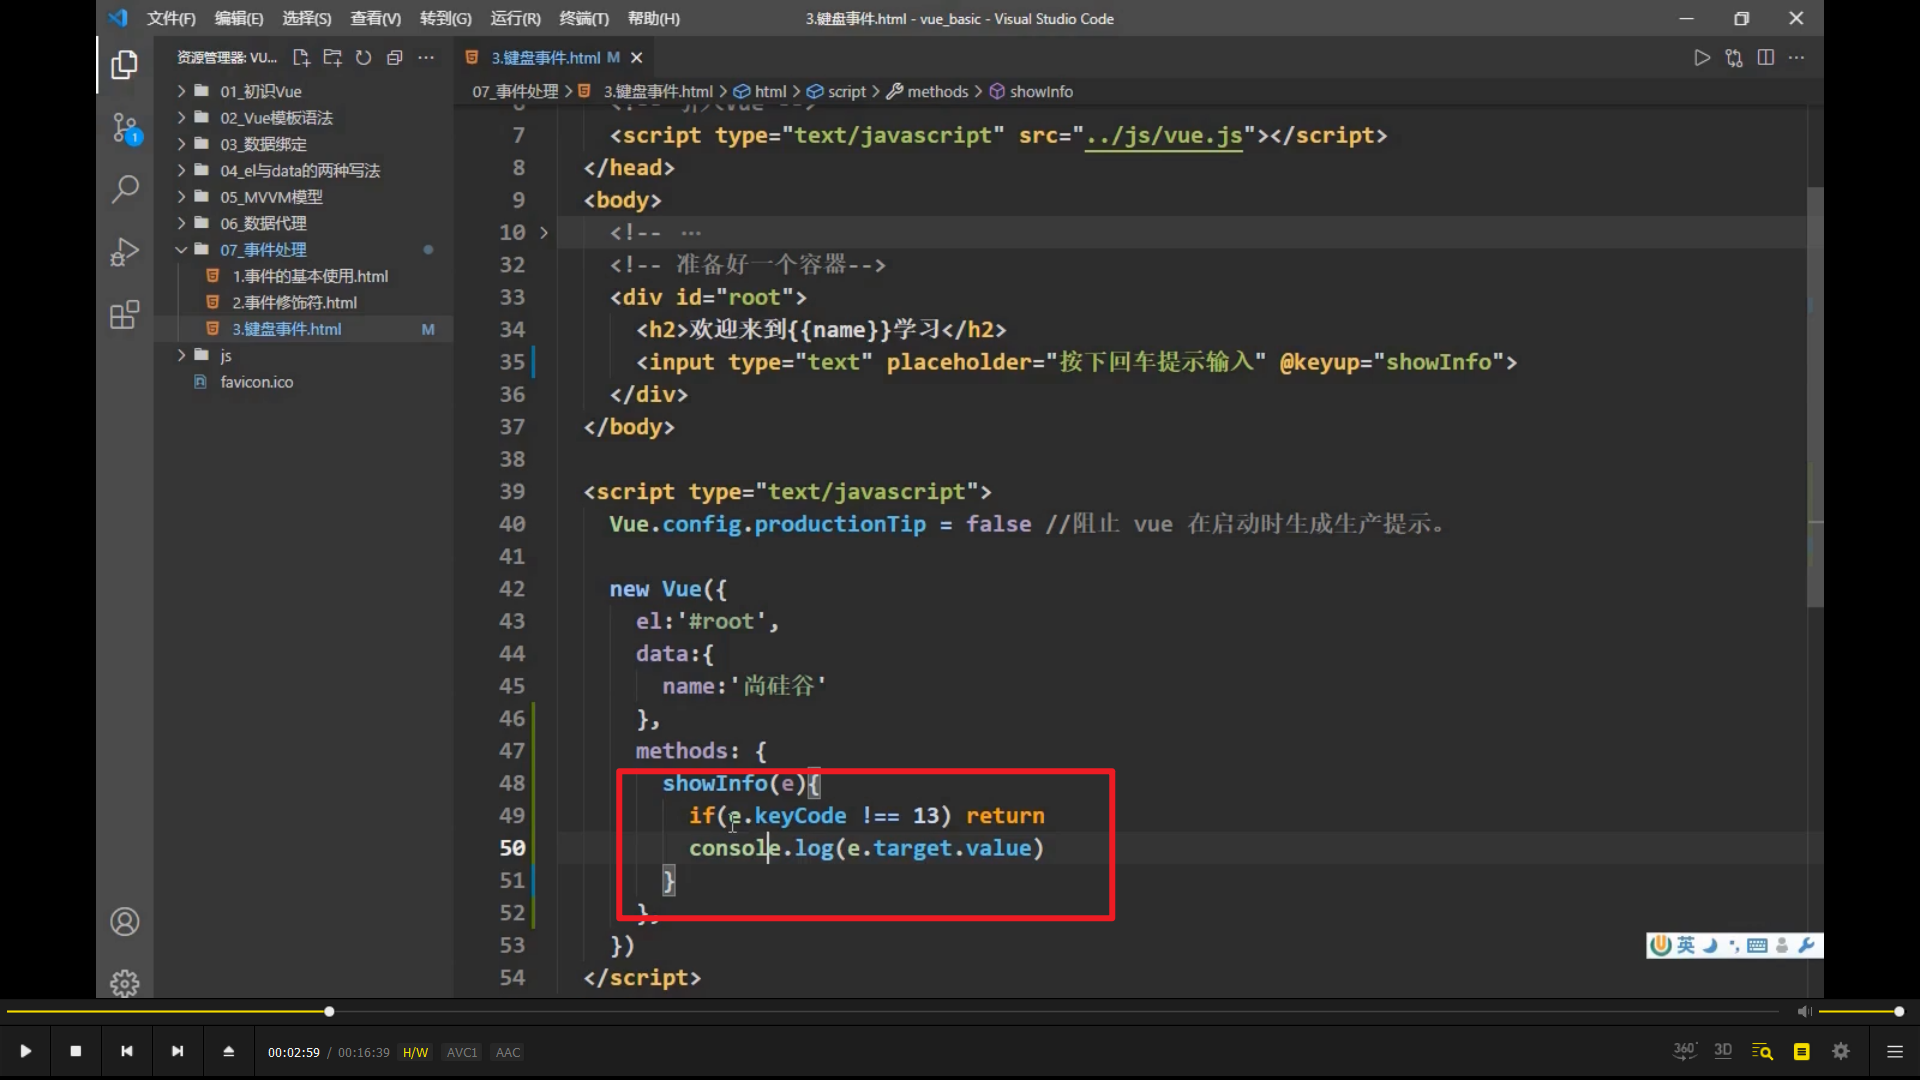 文件(F) 编辑(E) 选择(S) 查看(V) 转到(G) 运行(R) 终端(T) 帮助(H) 3.键盘事件.html - vue_basic - Visual Studio Code
资源管理器: VU... 3.键盘事件.html M
07_事件处理 > 3.键盘事件.html > html > script > methods > showInfo
1
01_初识Vue
02_Vue模板语法
03_数据绑定
04_el与data的两种写法
05_MVVM模型
06_数据代理
07_事件处理
1.事件的基本使用.html
2.事件修饰符.html
3.键盘事件.html M
js
favicon.ico
7 <script type="text/javascript" src="../js/vue.js"></script>
8 </head>
9 <body>
10 <!-- ...
32 <!-- 准备好一个容器-->
33 <div id="root">
34 <h2>欢迎来到{{name}}学习</h2>
35 <input type="text" placeholder="按下回车提示输入" @keyup="showInfo">
36 </div>
37 </body>
38
39 <script type="text/javascript">
40 Vue.config.productionTip = false //阻止 vue 在启动时生成生产提示。
41
42 new Vue({
43 el:'#root',
44 data:{
45 name:'尚硅谷'
46 },
47 methods: {
48 showInfo(e){
49 if(e.keyCode !== 13) return
50 console.log(e.target.value)
51 }
52 },
53 })
54 </script>
英
00:02:59 / 00:16:39 H/W AVC1 AAC 360° 3D